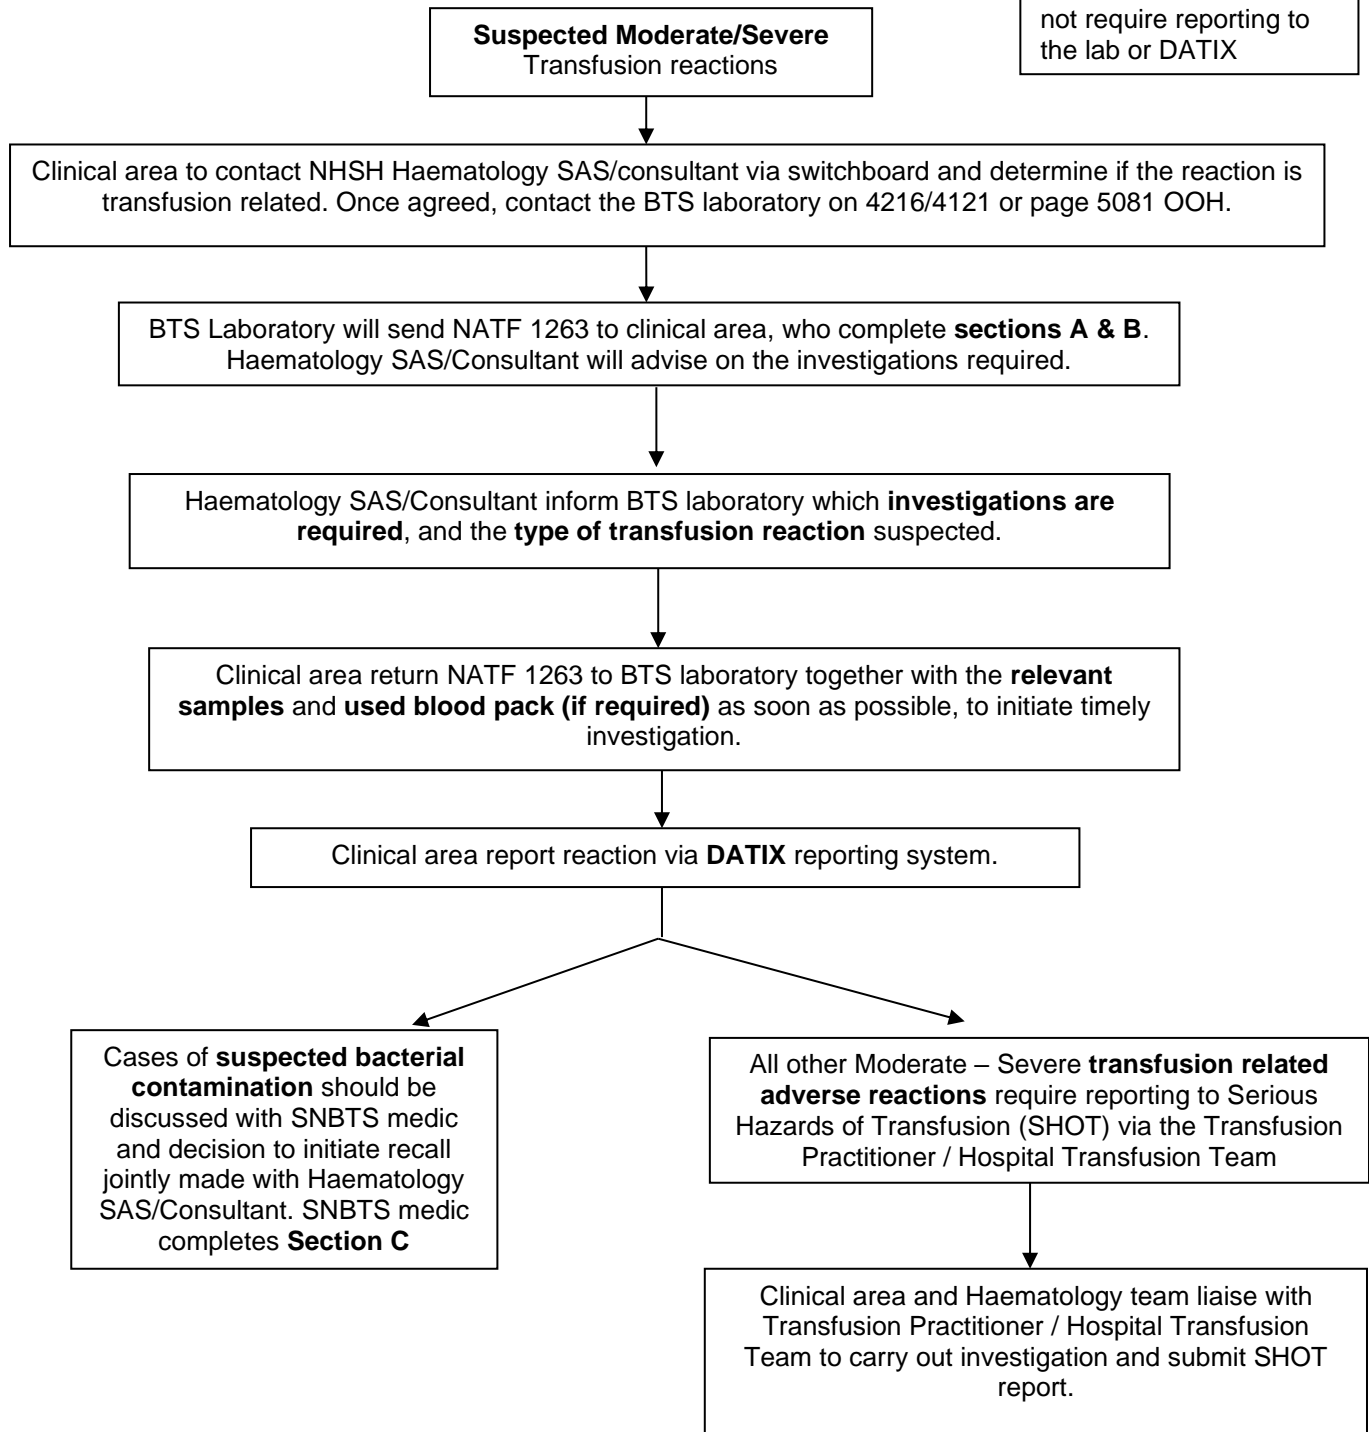 not require reporting to
the lab or DATIX
Suspected Moderate/Severe
Transfusion reactions
Clinical area to contact NHSH Haematology SAS/consultant via switchboard and determine if the reaction is
transfusion related. Once agreed, contact the BTS laboratory on 4216/4121 or page 5081 OOH.
BTS Laboratory will send NATF 1263 to clinical area, who complete sections A & B.
Haematology SAS/Consultant will advise on the investigations required.
Haematology SAS/Consultant inform BTS laboratory which investigations are
required, and the type of transfusion reaction suspected.
Clinical area return NATF 1263 to BTS laboratory together with the relevant
samples and used blood pack (if required) as soon as possible, to initiate timely
investigation.
Clinical area report reaction via DATIX reporting system.
Cases of suspected bacterial
contamination should be
discussed with SNBTS medic
and decision to initiate recall
jointly made with Haematology
SAS/Consultant. SNBTS medic
completes Section C
All other Moderate – Severe transfusion related
adverse reactions require reporting to Serious
Hazards of Transfusion (SHOT) via the Transfusion
Practitioner / Hospital Transfusion Team
Clinical area and Haematology team liaise with
Transfusion Practitioner / Hospital Transfusion
Team to carry out investigation and submit SHOT
report.